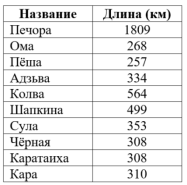 Название Длина (км)
Печора 1809
Ома 268
Пёша 257
Адзьва 334
Колва 564
Шапкина 499
Сула 353
Чёрная 308
Каратаиха 308
Кара 310